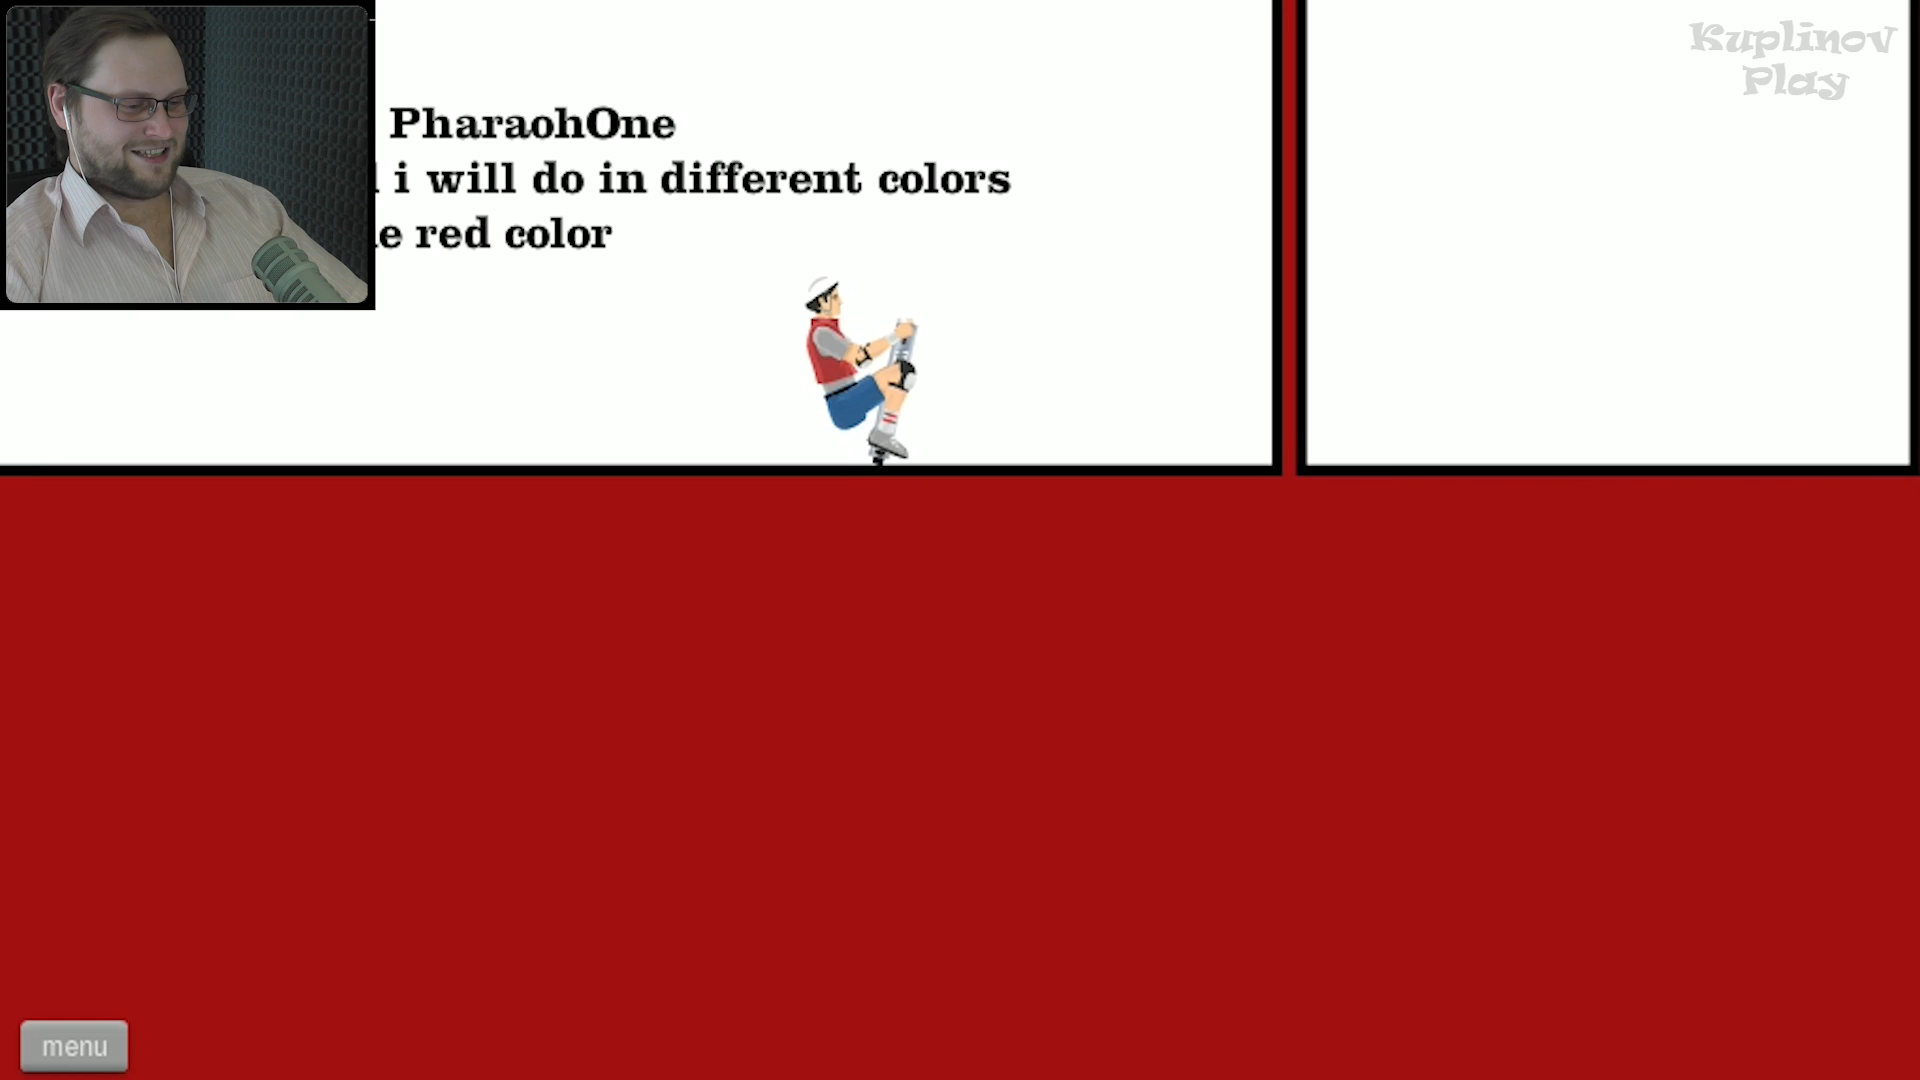 Kuplinov
Play
PharaohOne
i will do in different colors
red color
menu